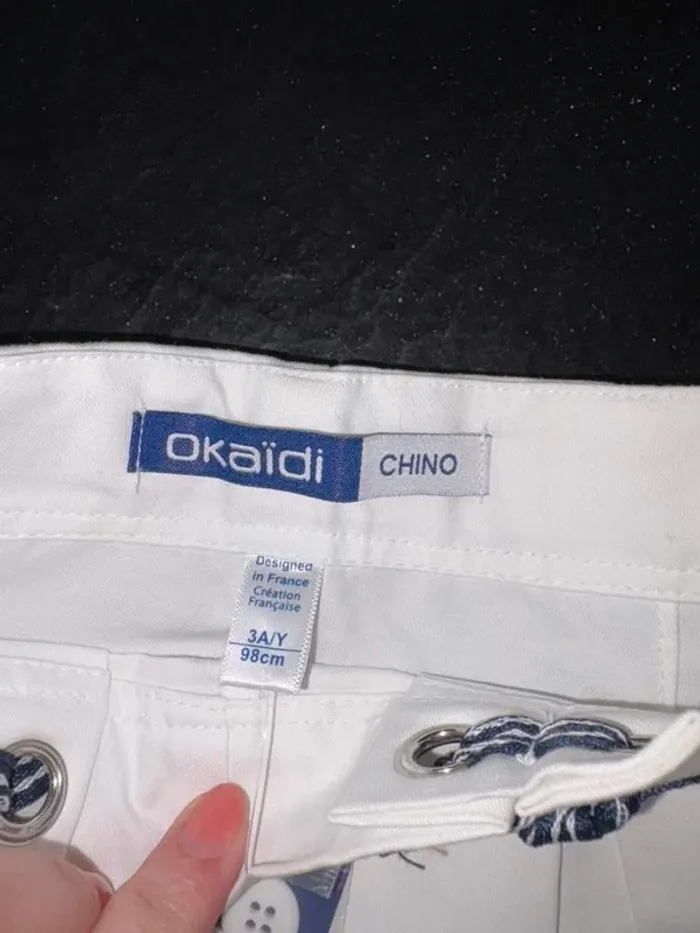 OKaïdi
CHINO
Designed
in France
Création
Française
3A/Y
98cm